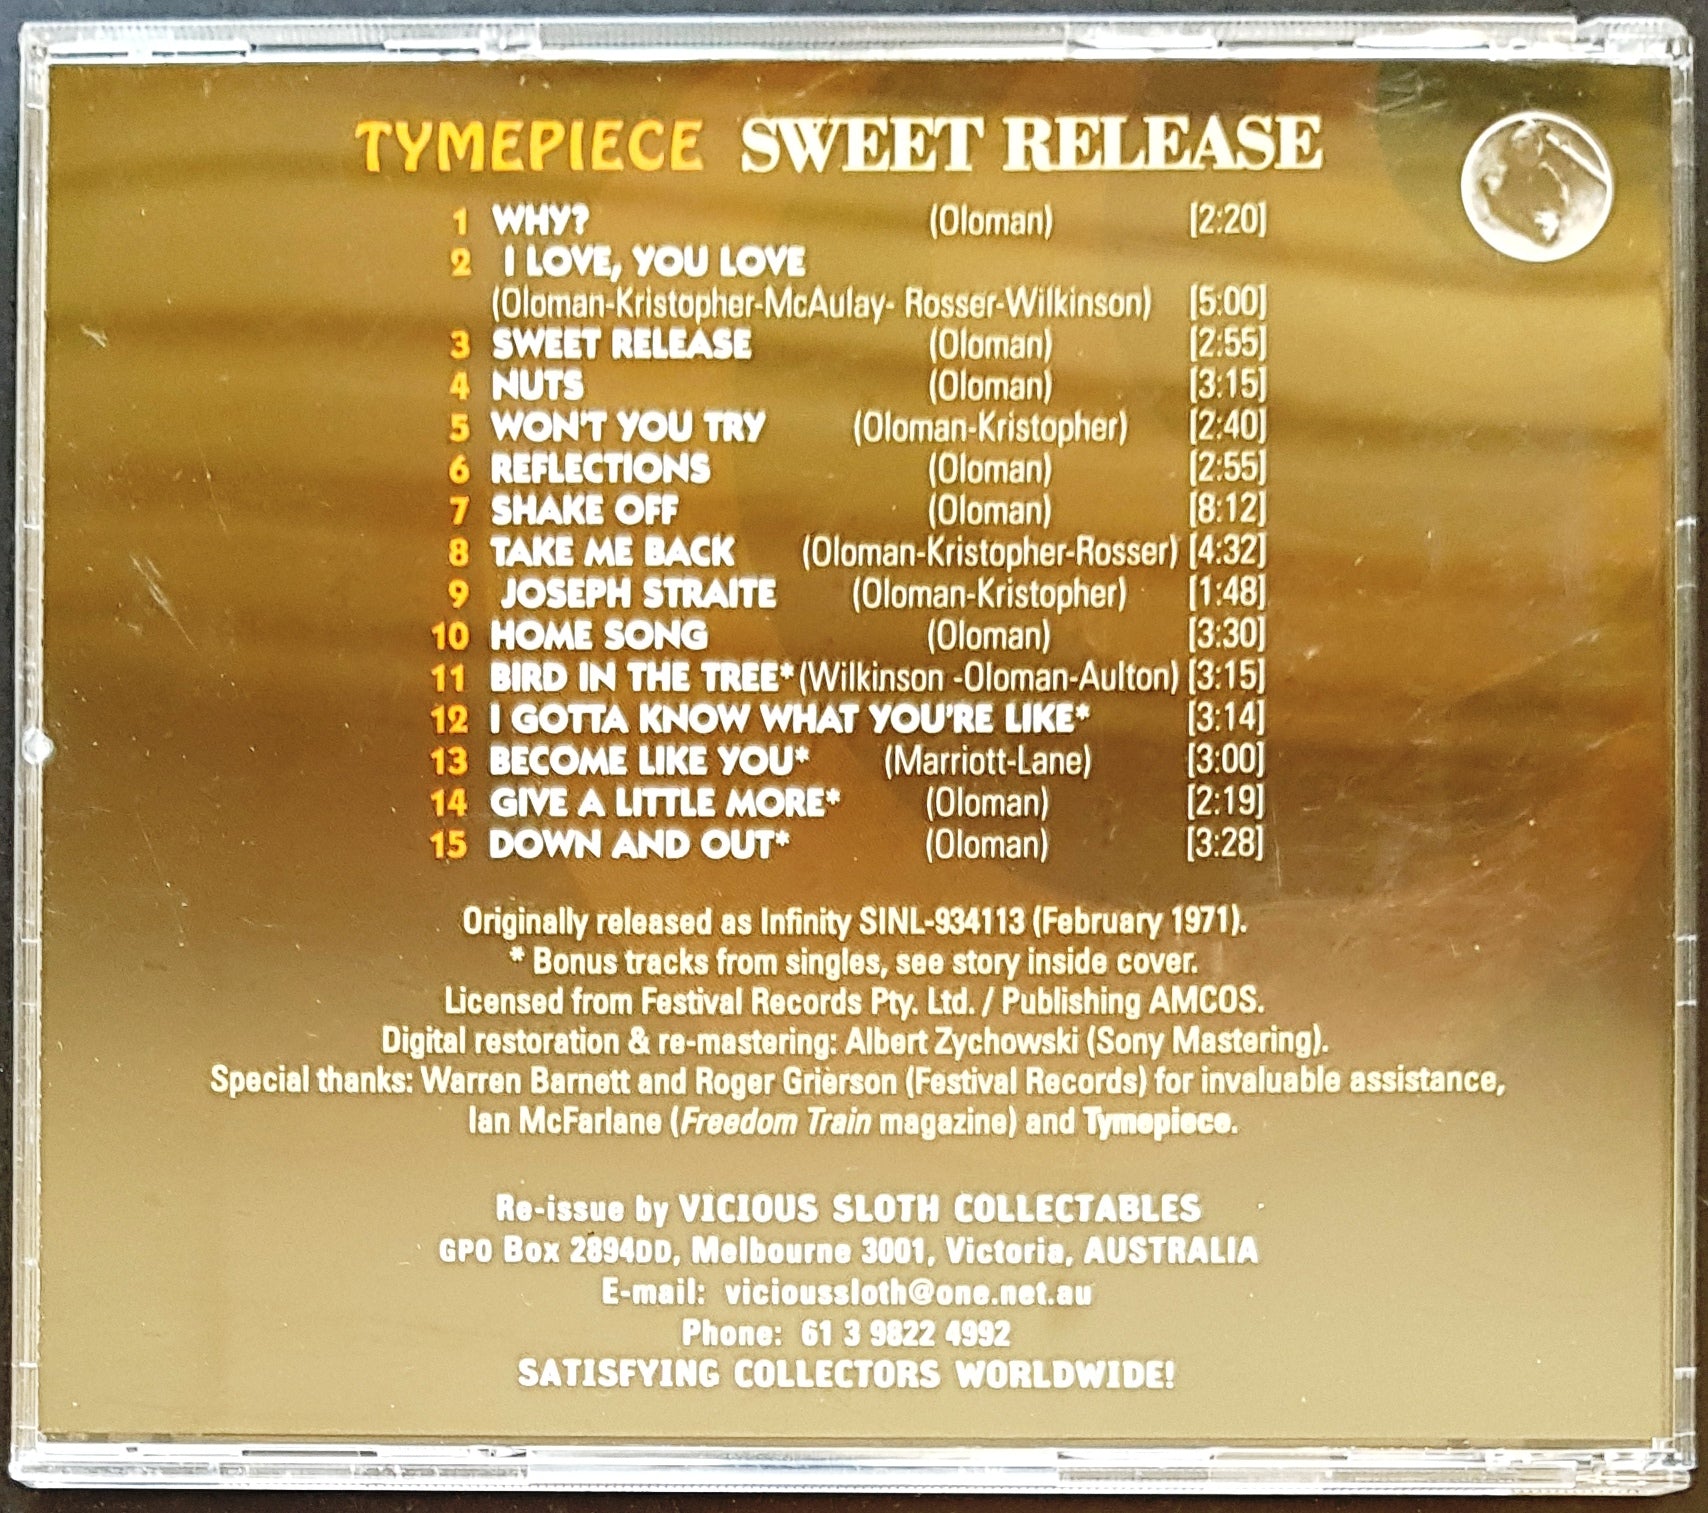 TYMEPIECE SWEET RELEASE
1 WHY? (Oloman) [2:20]
2 I LOVE, YOU LOVE
(Oloman-Kristopher-McAulay- Rosser-Wilkinson) [5:00]
3 SWEET RELEASE (Oloman) [2:55]
4 NUTS (Oloman) [3:15]
5 WON'T YOU TRY (Oloman-Kristopher) [2:40]
6 REFLECTIONS (Oloman) [2:55]
7 SHAKE OFF (Oloman) [8:12]
8 TAKE ME BACK (Oloman-Kristopher-Rosser) [4:32]
9 JOSEPH STRAITE (Oloman-Kristopher) [1:48]
10 HOME SONG (Oloman) [3:30]
11 BIRD IN THE TREE* (Wilkinson -Oloman-Aulton) [3:15]
12 I GOTTA KNOW WHAT YOU'RE LIKE* [3:14]
13 BECOME LIKE YOU* (Marriott-Lane) [3:00]
14 GIVE A LITTLE MORE* (Oloman) [2:19]
15 DOWN AND OUT* (Oloman) [3:28]
Originally released as Infinity SINL-934113 (February 1971).
* Bonus tracks from singles, see story inside cover.
Licensed from Festival Records Pty. Ltd. / Publishing AMCOS.
Digital restoration & re-mastering: Albert Zychowski (Sony Mastering).
Special thanks: Warren Barnett and Roger Grierson (Festival Records) for invaluable assistance,
Ian McFarlane (Freedom Train magazine) and Tymepiece.
Re-issue by VICIOUS SLOTH COLLECTABLES
GPO Box 2894DD, Melbourne 3001, Victoria, AUSTRALIA
E-mail: vicioussloth@one.net.au
Phone: 61 3 9822 4992
SATISFYING COLLECTORS WORLDWIDE!